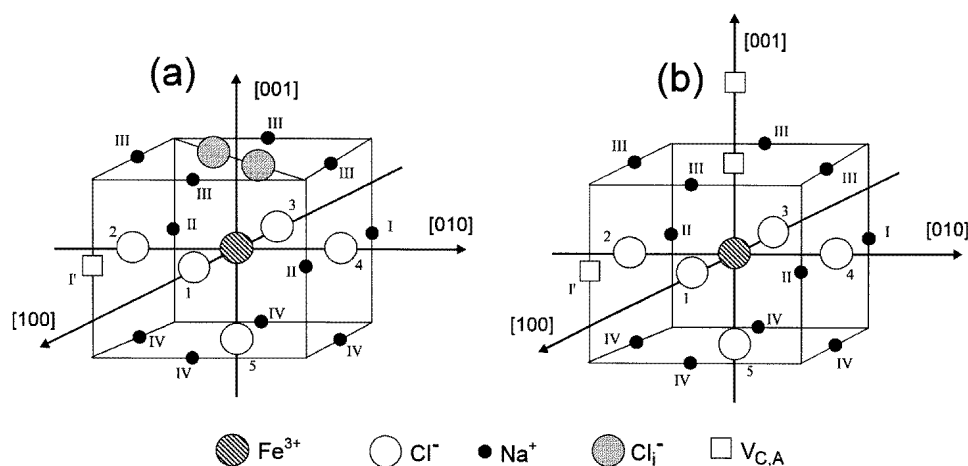 (a)
[001]
III
III
III
III
3
2
II
[010]
I
I'
1
4
II
[100]
IV
IV
IV
IV
5
(b)
[001]
III
III
III
III
3
2
II
I
[010]
I'
1
4
II
[100]
IV
IV
IV
IV
5
Fe3+ Cl- Na+ Cli- VC,A